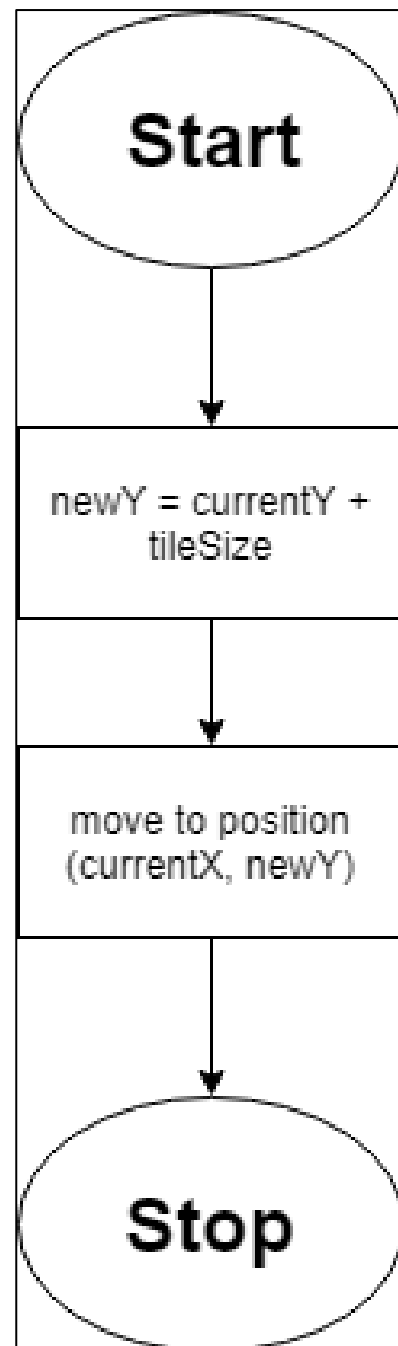 Start
newY = currentY +
tileSize
move to position
(currentX, newY)
Stop